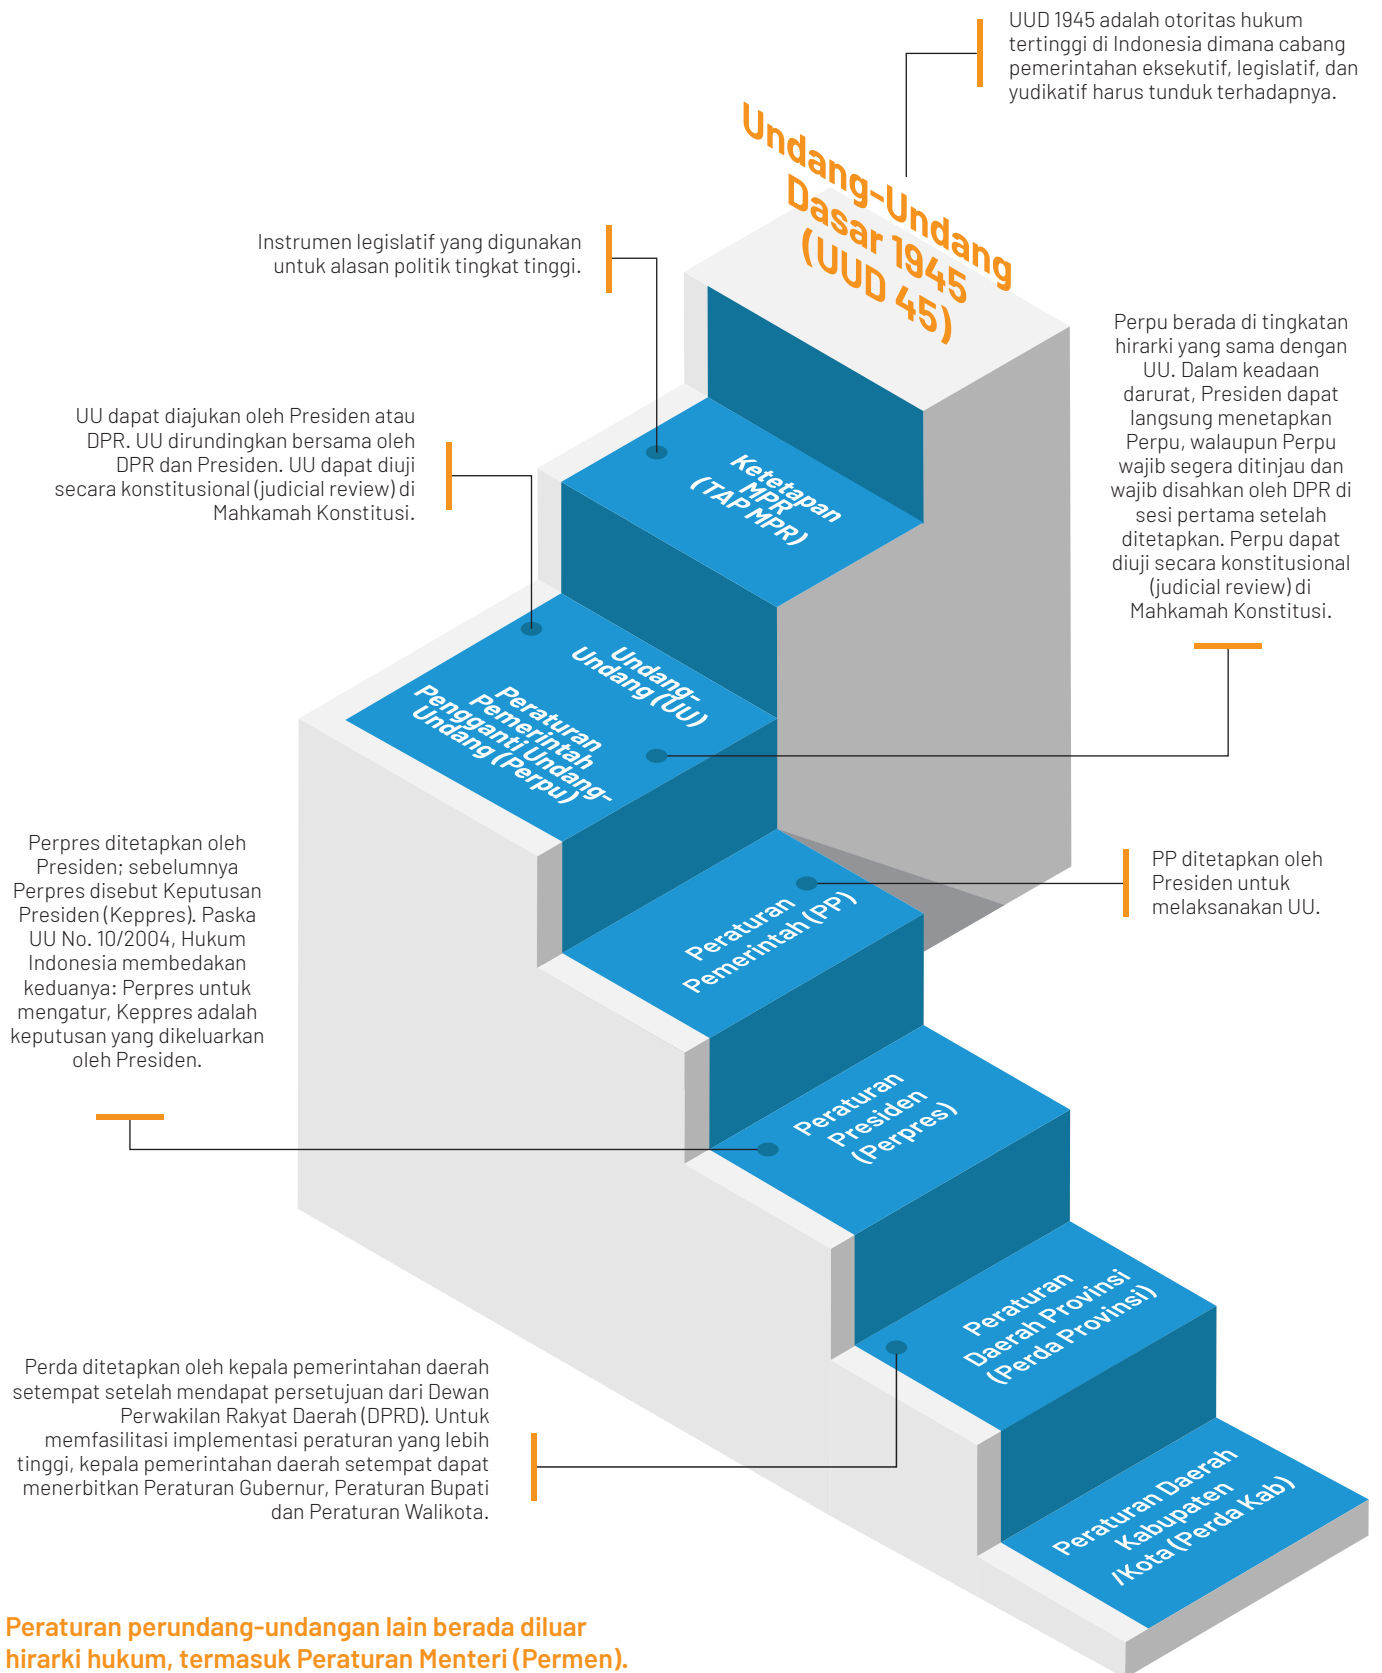 UUD 1945 adalah otoritas hukum
tertinggi di Indonesia dimana cabang
pemerintahan eksekutif, legislatif, dan
yudikatif harus tunduk terhadapnya.
Undang-Undang
Dasar 1945
(UUD 45)
Instrumen legislatif yang digunakan
untuk alasan politik tingkat tinggi.
Ketetapan
MPR
(TAP MPR)
UU dapat diajukan oleh Presiden atau
DPR. UU dirundingkan bersama oleh
DPR dan Presiden. UU dapat diuji
secara konstitusional (judicial review) di
Mahkamah Konstitusi.
Perpu berada di tingkatan
hirarki yang sama dengan
UU. Dalam keadaan
darurat, Presiden dapat
langsung menetapkan
Perpu, walaupun Perpu
wajib segera ditinjau dan
wajib disahkan oleh DPR di
sesi pertama setelah
ditetapkan. Perpu dapat
diuji secara konstitusional
(judicial review) di
Mahkamah Konstitusi.
Undang-
Undang (UU)
Peraturan
Pemerintah
Pengganti Undang-
Undang (Perpu)
Perpres ditetapkan oleh
Presiden; sebelumnya
Perpres disebut Keputusan
Presiden (Keppres). Paska
UU No. 10/2004, Hukum
Indonesia membedakan
keduanya: Perpres untuk
mengatur, Keppres adalah
keputusan yang dikeluarkan
oleh Presiden.
PP ditetapkan oleh
Presiden untuk
melaksanakan UU.
Peraturan
Pemerintah (PP)
Peraturan
Presiden
(Perpres)
Peraturan
Daerah Provinsi
(Perda Provinsi)
Perda ditetapkan oleh kepala pemerintahan daerah
setempat setelah mendapat persetujuan dari Dewan
Perwakilan Rakyat Daerah (DPRD). Untuk
memfasilitasi implementasi peraturan yang lebih
tinggi, kepala pemerintahan daerah setempat dapat
menerbitkan Peraturan Gubernur, Peraturan Bupati
dan Peraturan Walikota.
Peraturan Daerah
Kabupaten
/Kota (Perda Kab)
Peraturan perundang-undangan lain berada diluar
hirarki hukum, termasuk Peraturan Menteri (Permen).